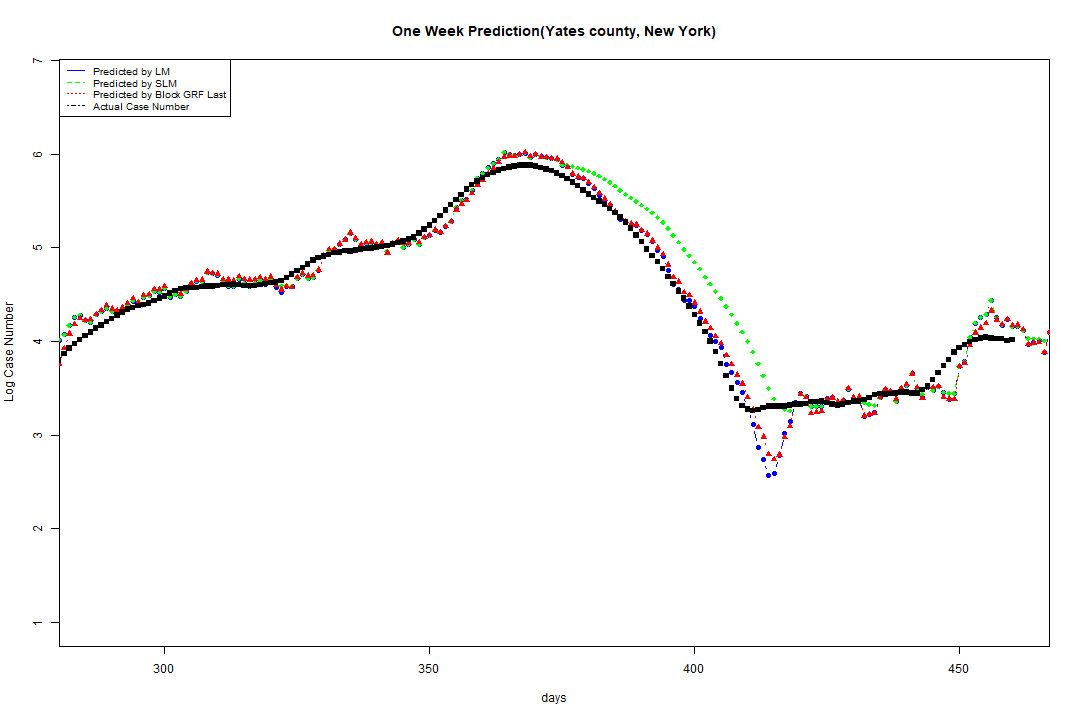 One Week Prediction(Yates county, New York)
Predicted by LM
Predicted by SLM
Predicted by Block GRF Last
Actual Case Number
7
6
5
4
3
2
1
Log Case Number
300
350
400
450
days